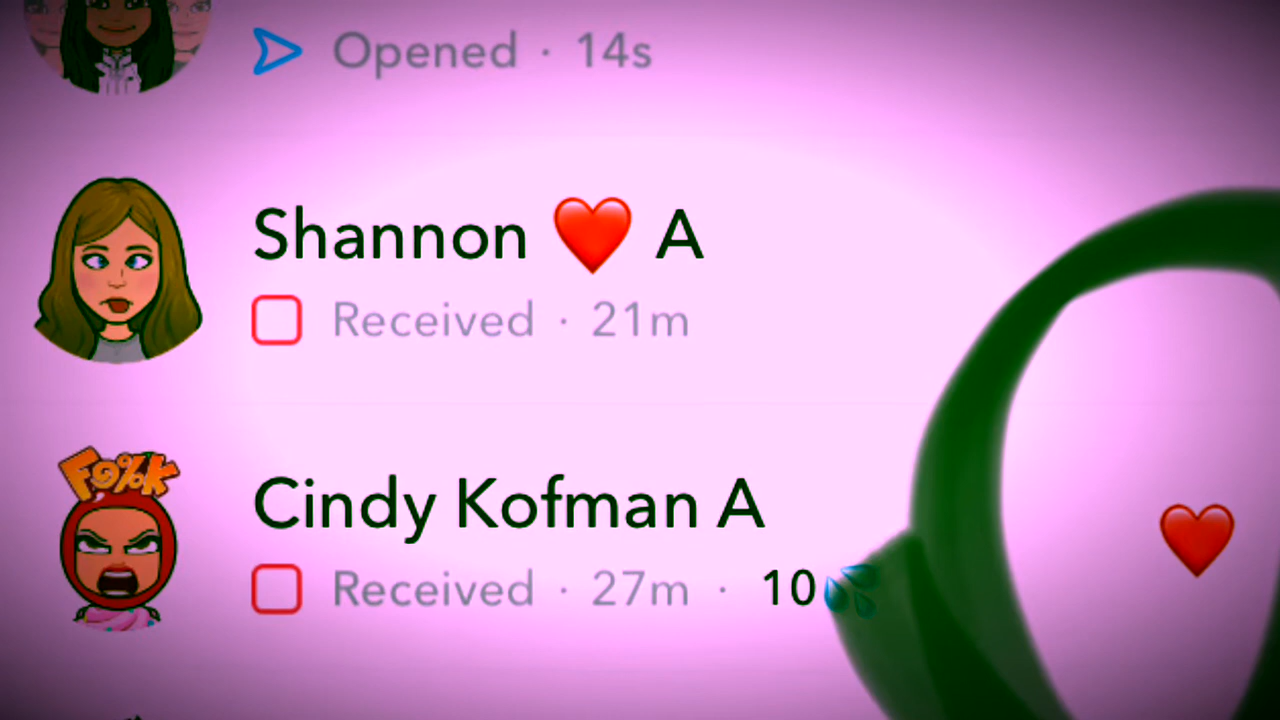 Opened · 14s
Shannon ❤️ A
Received · 21m
F@%K
Cindy Kofman A
Received · 27m · 10💦